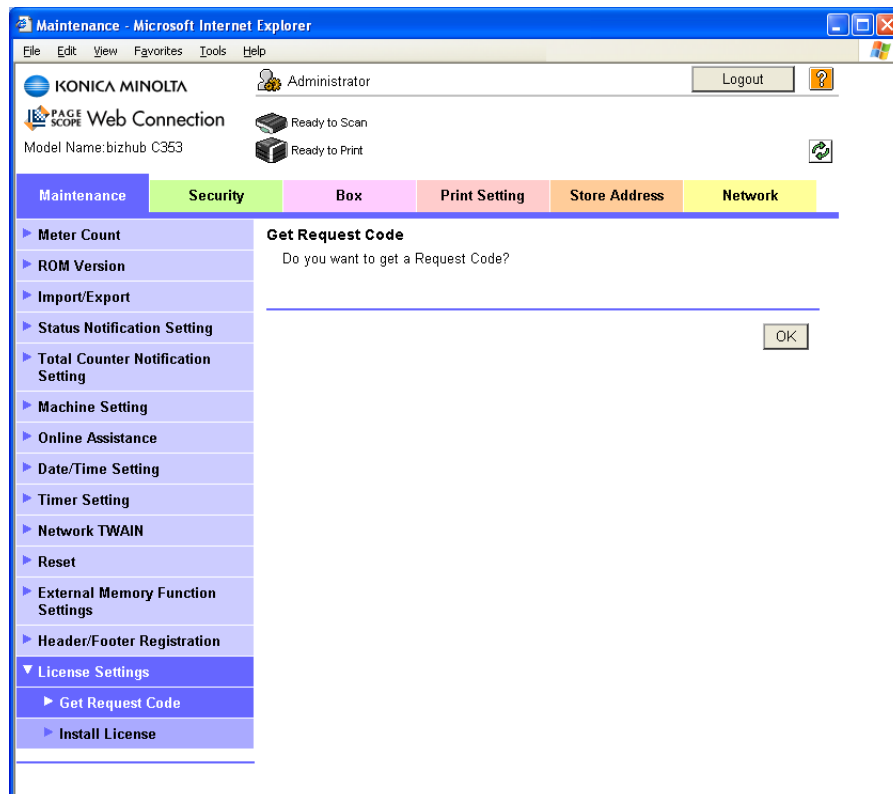 Maintenance - Microsoft Internet Explorer
File Edit View Favorites Tools Help
KONICA MINOLTA
Administrator
Logout
?
PAGE SCOPE Web Connection
Ready to Scan
Model Name:bizhub C353
Ready to Print
Maintenance Security Box Print Setting Store Address Network
Meter Count
ROM Version
Import/Export
Status Notification Setting
Total Counter Notification
Setting
Machine Setting
Online Assistance
Date/Time Setting
Timer Setting
Network TWAIN
Reset
External Memory Function
Settings
Header/Footer Registration
License Settings
Get Request Code
Install License
Get Request Code
Do you want to get a Request Code?
OK